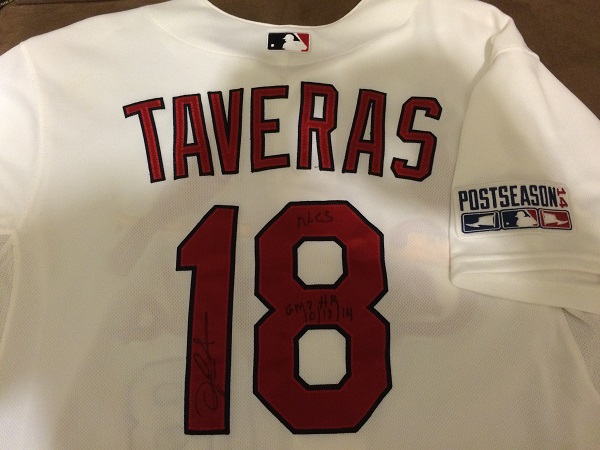 TAVERAS
POSTSEASON 14
18
NLCS
GM2 HR
10/12/14